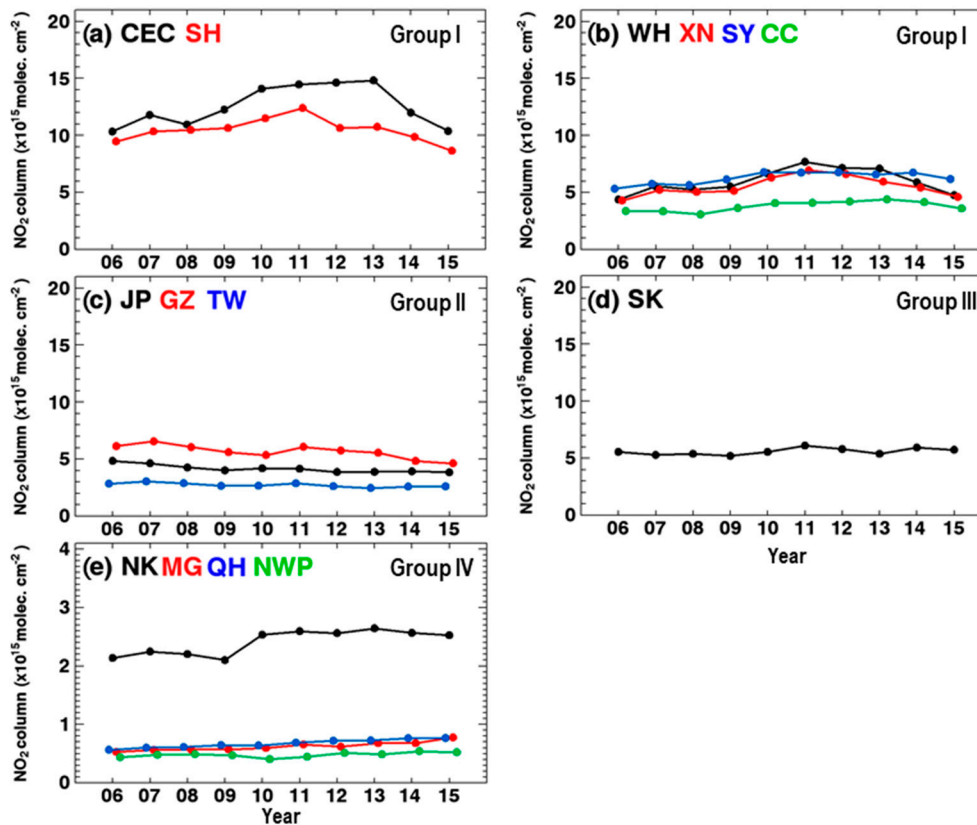 (a) CEC SH Group I
NO2 column (x10^15 molec. cm^-2)
20
15
10
5
0
06 07 08 09 10 11 12 13 14 15
(b) WH XN SY CC Group I
NO2 column (x10^15 molec. cm^-2)
20
15
10
5
0
06 07 08 09 10 11 12 13 14 15
(c) JP GZ TW Group II
NO2 column (x10^15 molec. cm^-2)
20
15
10
5
0
06 07 08 09 10 11 12 13 14 15
(d) SK Group III
NO2 column (x10^15 molec. cm^-2)
20
15
10
5
0
06 07 08 09 10 11 12 13 14 15
Year
(e) NK MG QH NWP Group IV
NO2 column (x10^15 molec. cm^-2)
4
3
2
1
0
06 07 08 09 10 11 12 13 14 15
Year